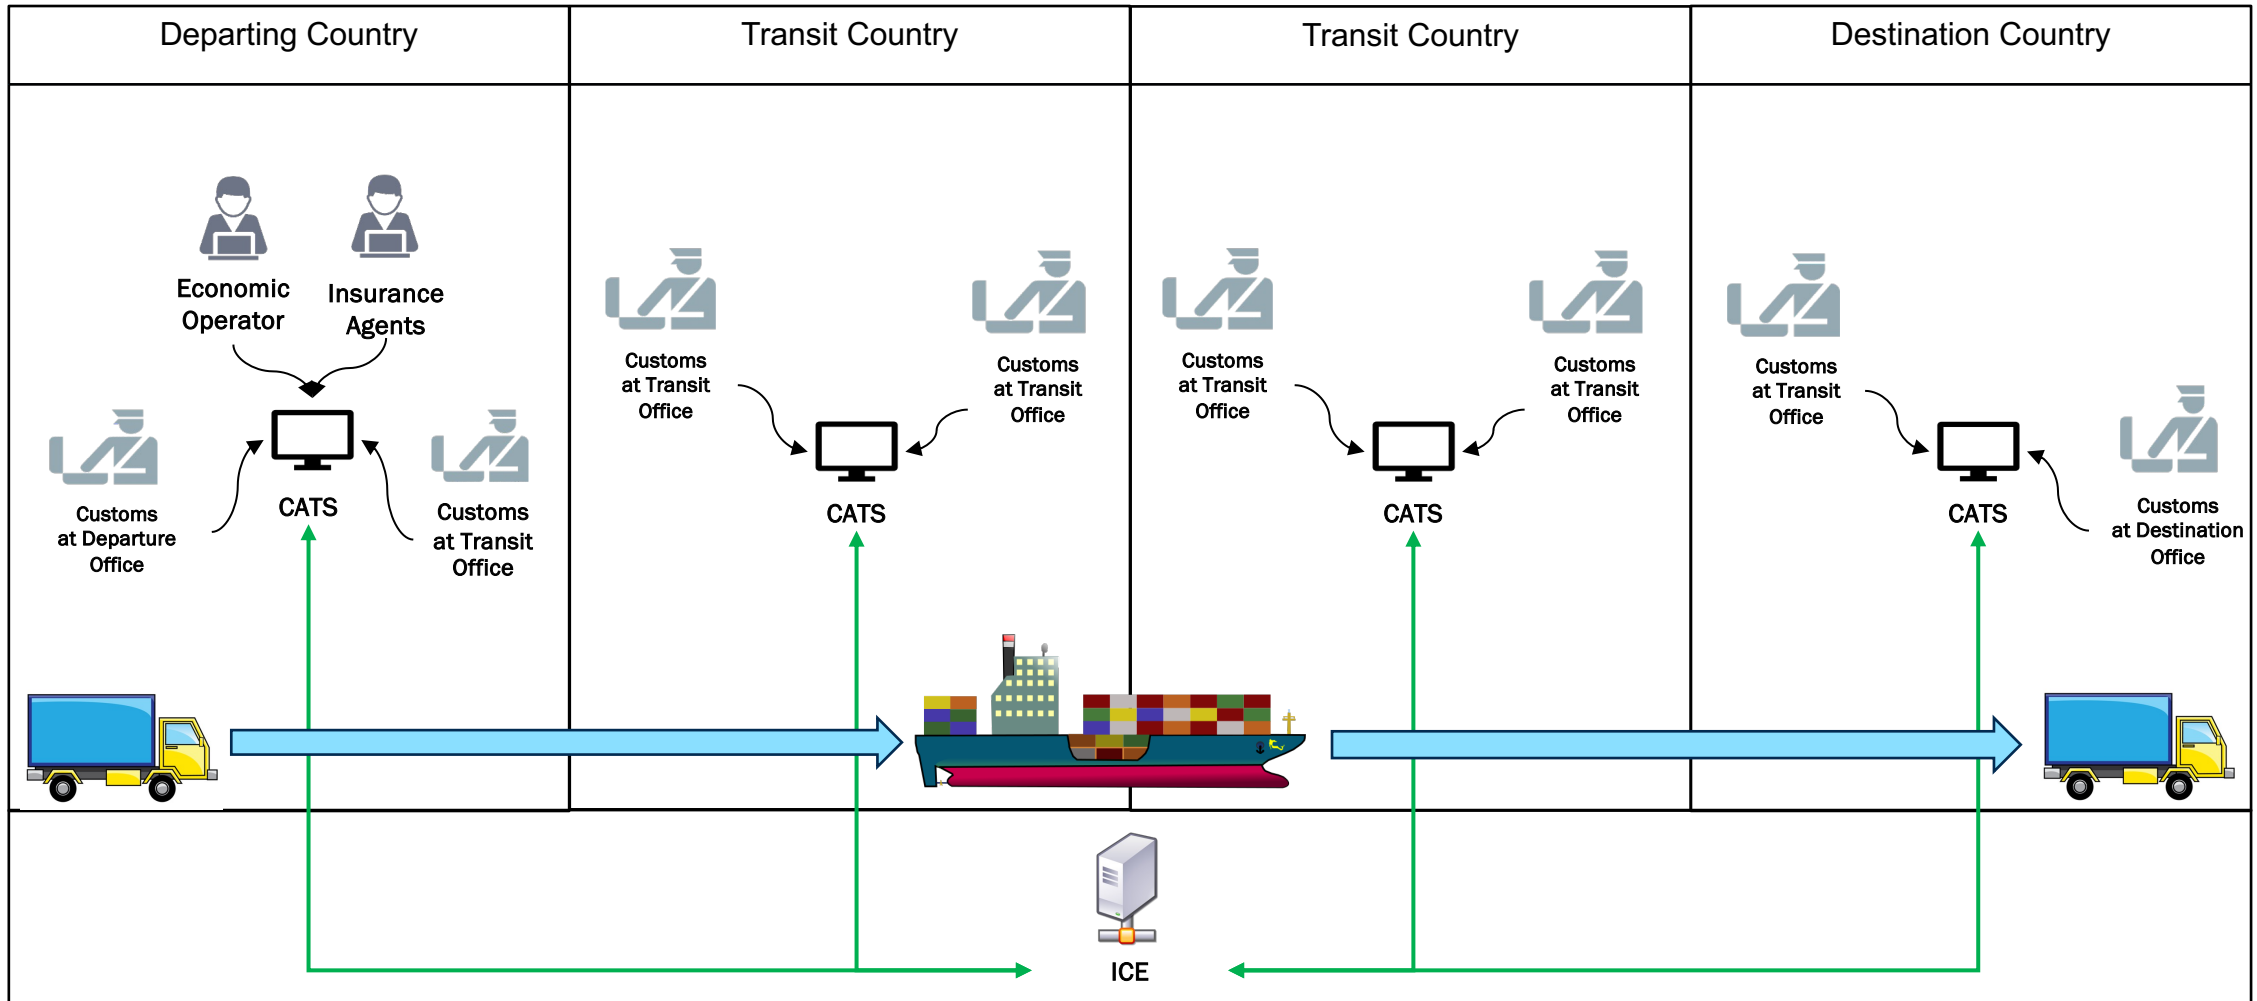 Departing Country
Transit Country
Transit Country
Destination Country
Economic
Operator
Insurance
Agents
CATS
Customs
at Departure
Office
Customs
at Transit
Office
Customs
at Transit
Office
Customs
at Transit
Office
CATS
Customs
at Transit
Office
Customs
at Transit
Office
CATS
Customs
at Transit
Office
CATS
Customs
at Destination
Office
ICE